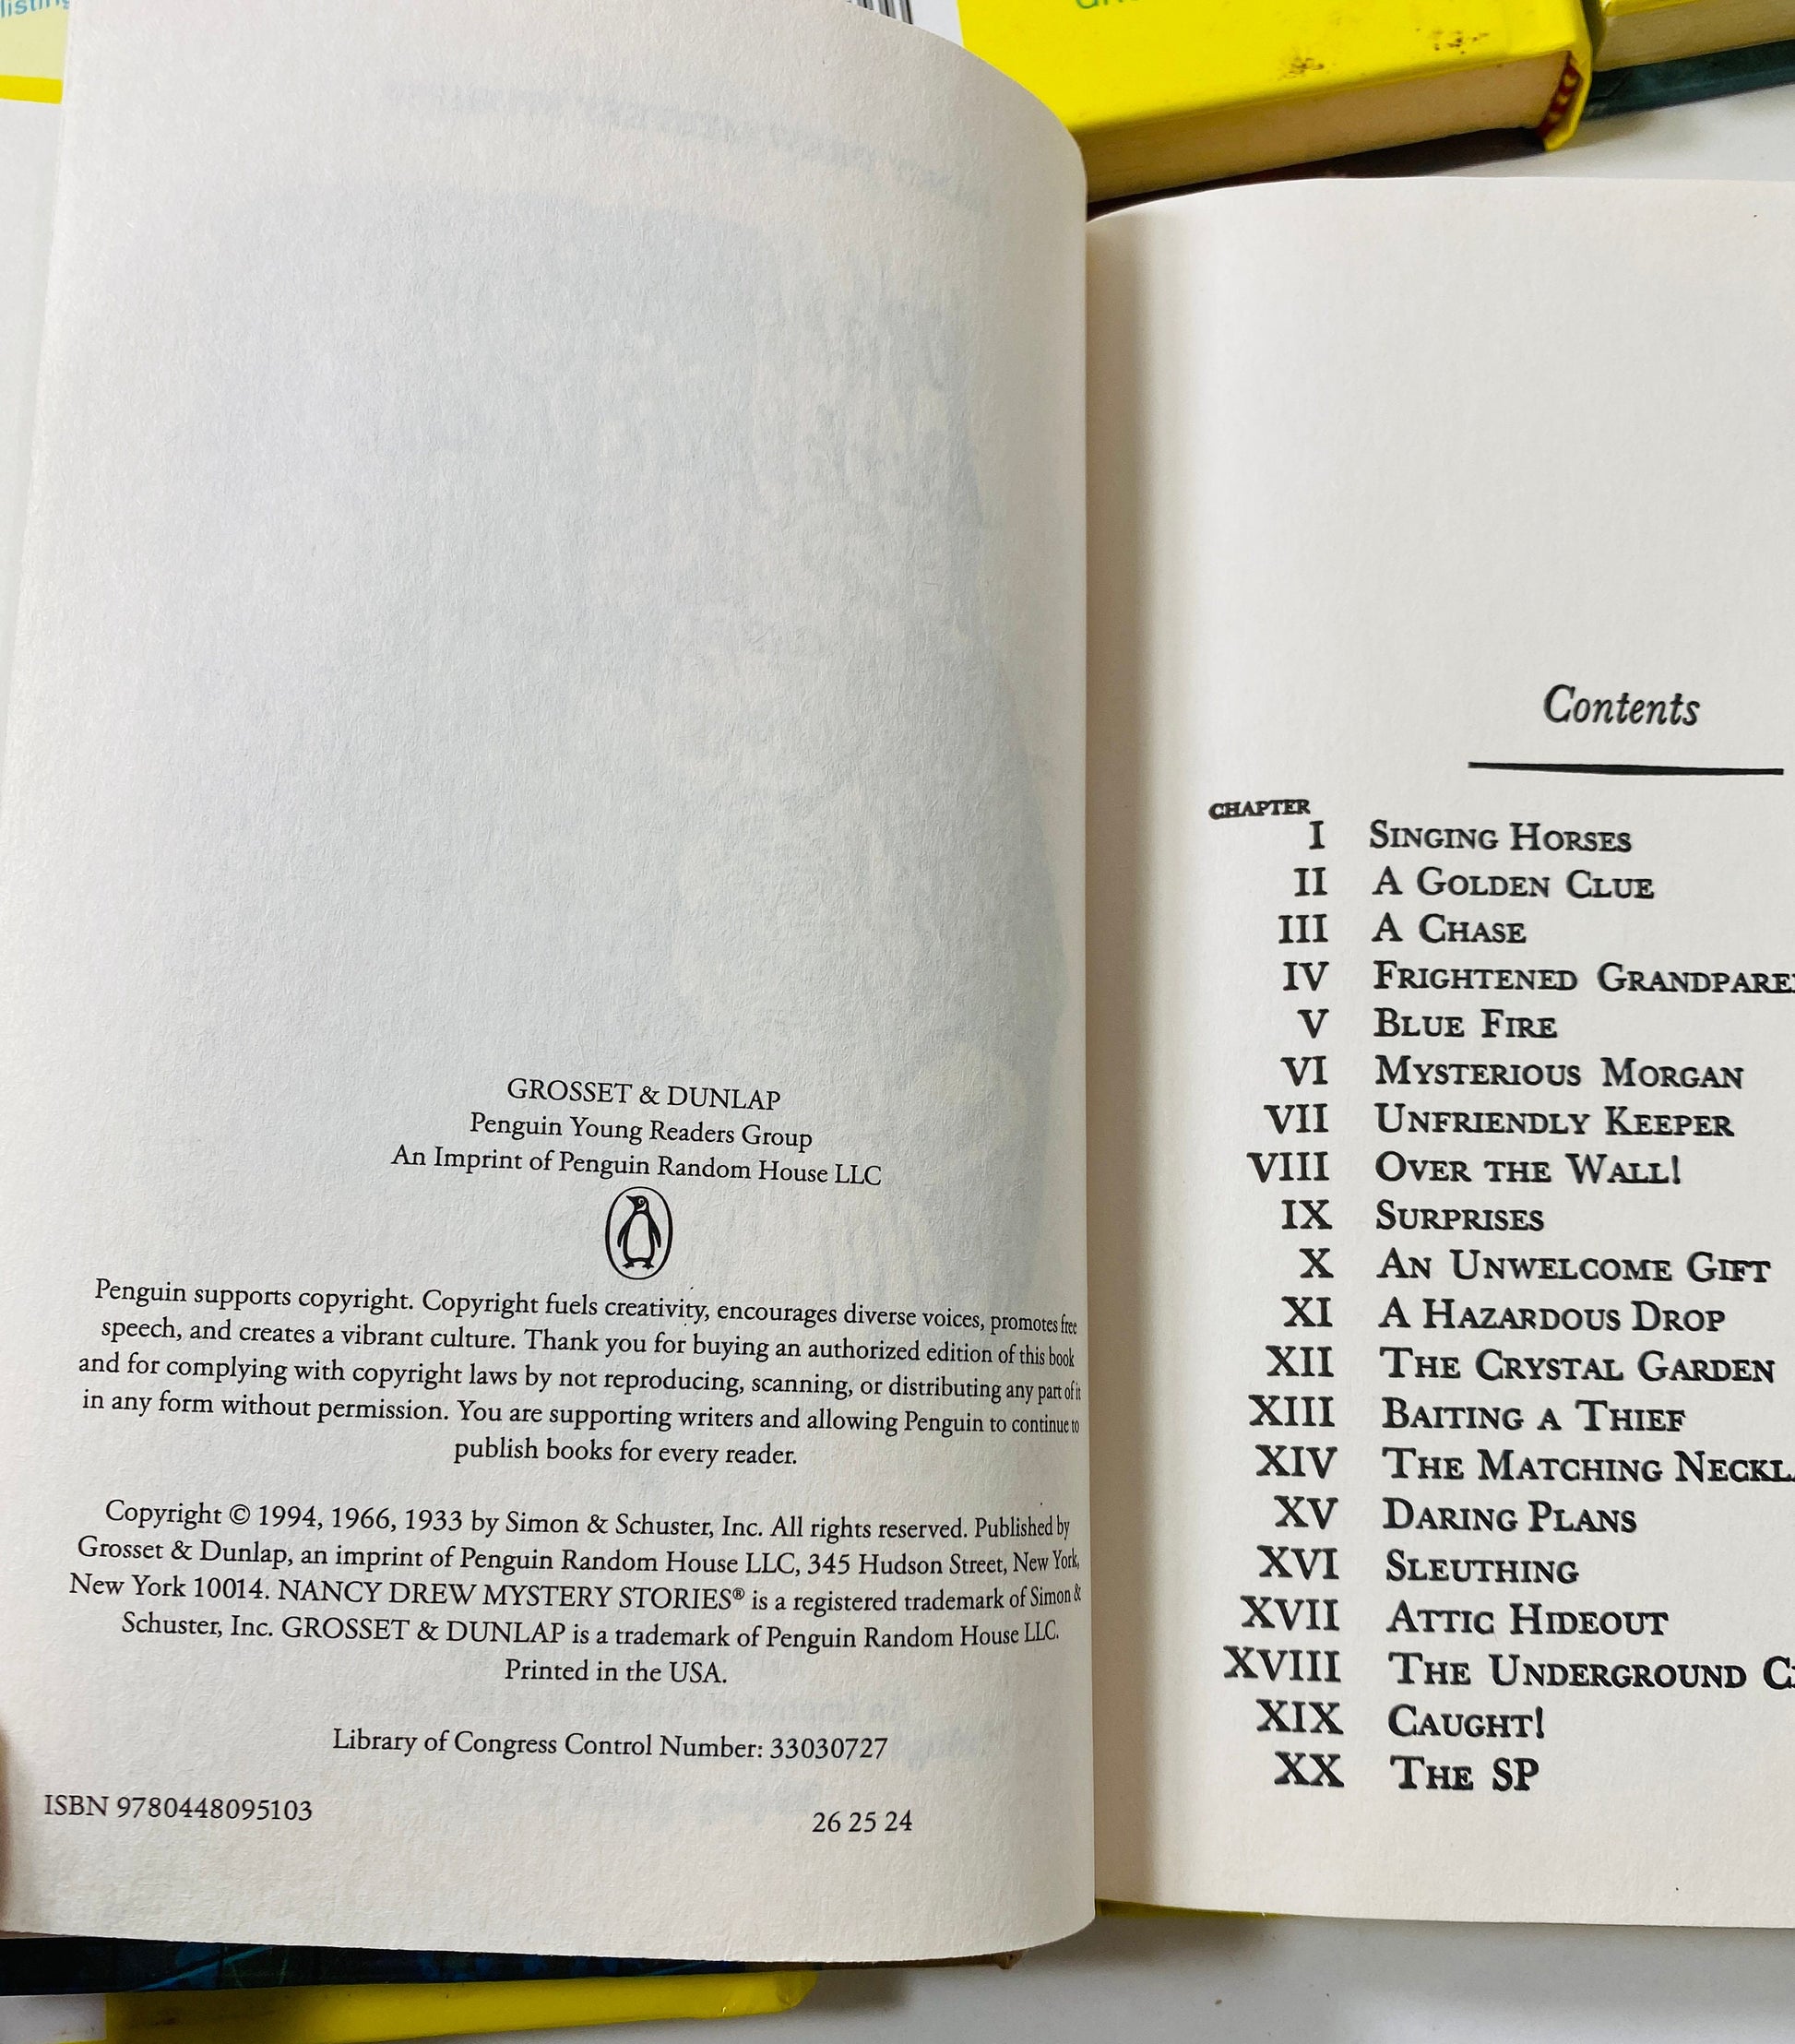 listing
GROSSET & DUNLAP
Penguin Young Readers Group
An Imprint of Penguin Random House LLC
Penguin supports copyright. Copyright fuels creativity, encourages diverse voices, promotes free
speech, and creates a vibrant culture. Thank you for buying an authorized edition of this book
and for complying with copyright laws by not reproducing, scanning, or distributing any part of it
in any form without permission. You are supporting writers and allowing Penguin to continue to
publish books for every reader.
Copyright © 1994, 1966, 1933 by Simon & Schuster, Inc. All rights reserved. Published by
Grosset & Dunlap, an imprint of Penguin Random House LLC, 345 Hudson Street, New York,
New York 10014. NANCY DREW MYSTERY STORIES® is a registered trademark of Simon &
Schuster, Inc. GROSSET & DUNLAP is a trademark of Penguin Random House LLC.
Printed in the USA.
Library of Congress Control Number: 33030727
ISBN 9780448095103 26 25 24
Contents
CHAPTER
I SINGING HORSES
II A GOLDEN CLUE
III A CHASE
IV FRIGHTENED GRANDPARE
V BLUE FIRE
VI MYSTERIOUS MORGAN
VII UNFRIENDLY KEEPER
VIII OVER THE WALL!
IX SURPRISES
X AN UNWELCOME GIFT
XI A HAZARDOUS DROP
XII THE CRYSTAL GARDEN
XIII BAITING A THIEF
XIV THE MATCHING NECKL
XV DARING PLANS
XVI SLEUTHING
XVII ATTIC HIDEOUT
XVIII THE UNDERGROUND C
XIX CAUGHT!
XX THE SP